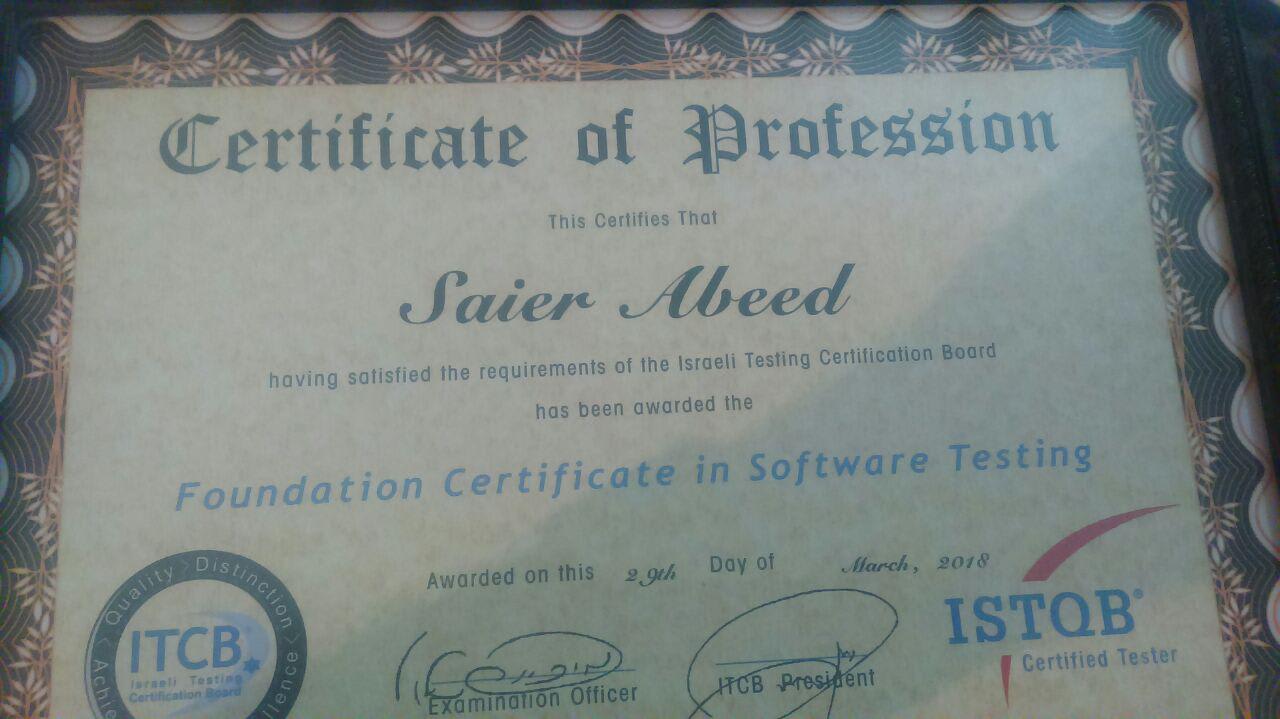 Certificate of Profession
This Certifies That
Saier Abeed
having satisfied the requirements of the Israeli Testing Certification Board
has been awarded the
Foundation Certificate in Software Testing
Awarded on this 29th Day of March, 2018
Quality > Distinction >
ITCB
Israeli Testing
Certification Board
ISTQB®
Certified Tester
Examination Officer
ITCB President